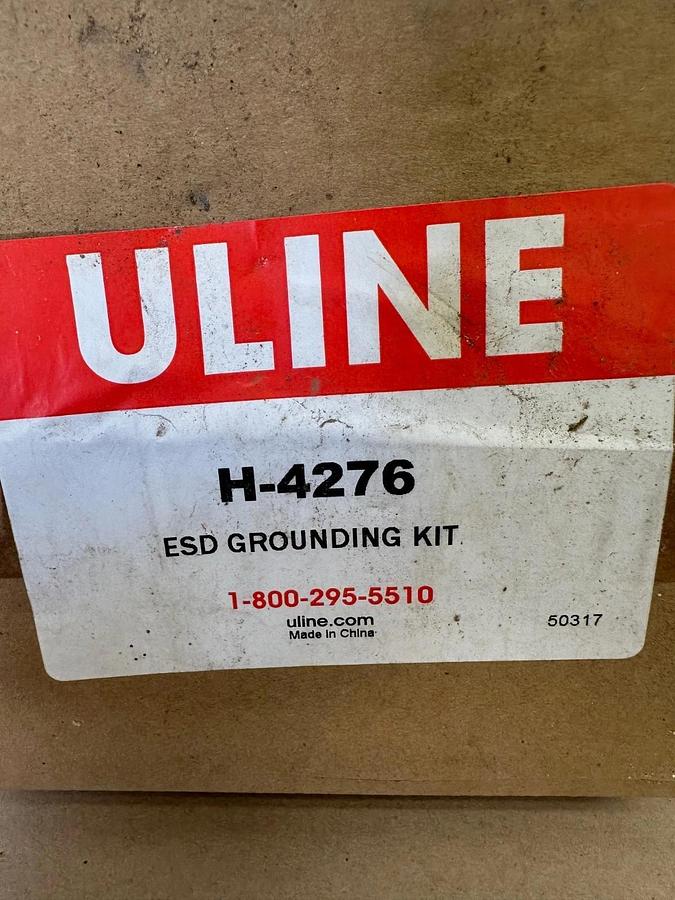 ULINE
H-4276
ESD GROUNDING KIT
1-800-295-5510
uline.com
Made in China
50317